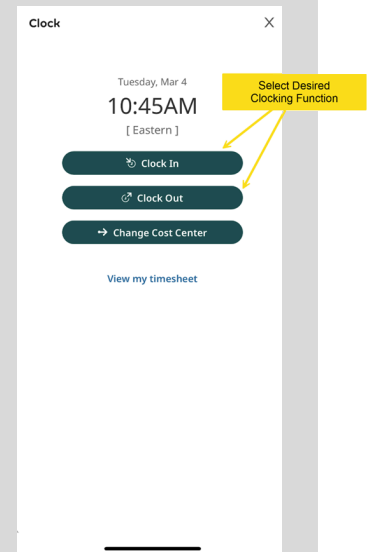 Clock
X
Tuesday, Mar 4
10:45AM
[ Eastern ]
Select Desired
Clocking Function
Clock In
Clock Out
Change Cost Center
View my timesheet